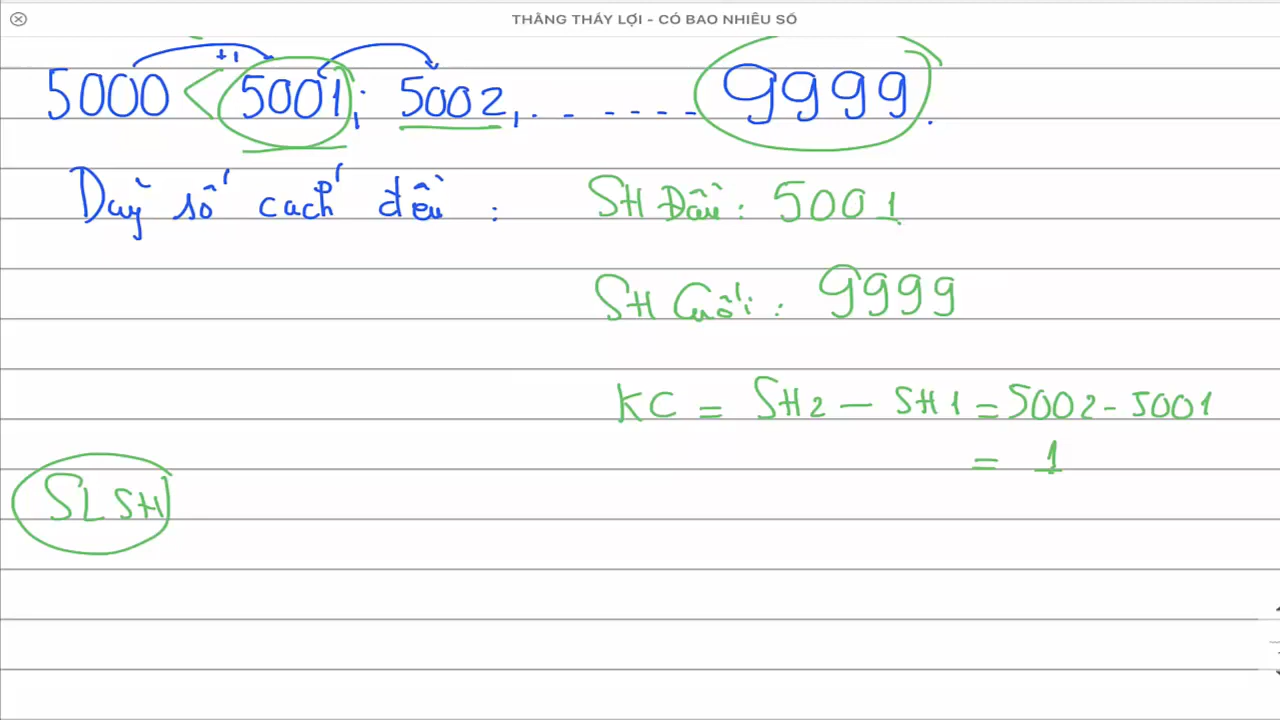 THẰNG THẦY LỢI - CÓ BAO NHIÊU SỐ
+1
5000 < 5001; 5002, . - - - - - 9999.
Dãy số cách đều : SH Đầu : 5001
SH Cuối : 9999
KC = SH2 - SH1 = 5002 - 5001
= 1
SLSH